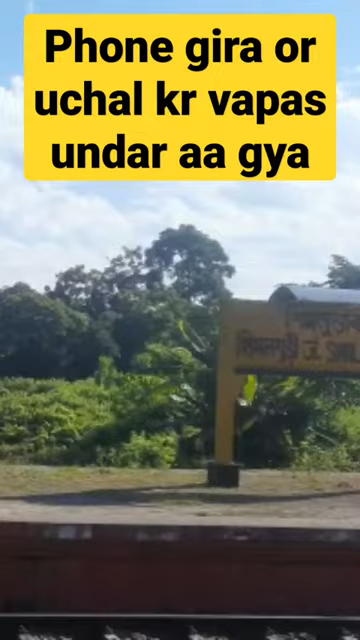 Phone gira or
uchal kr vapas
undar aa gya
जं.